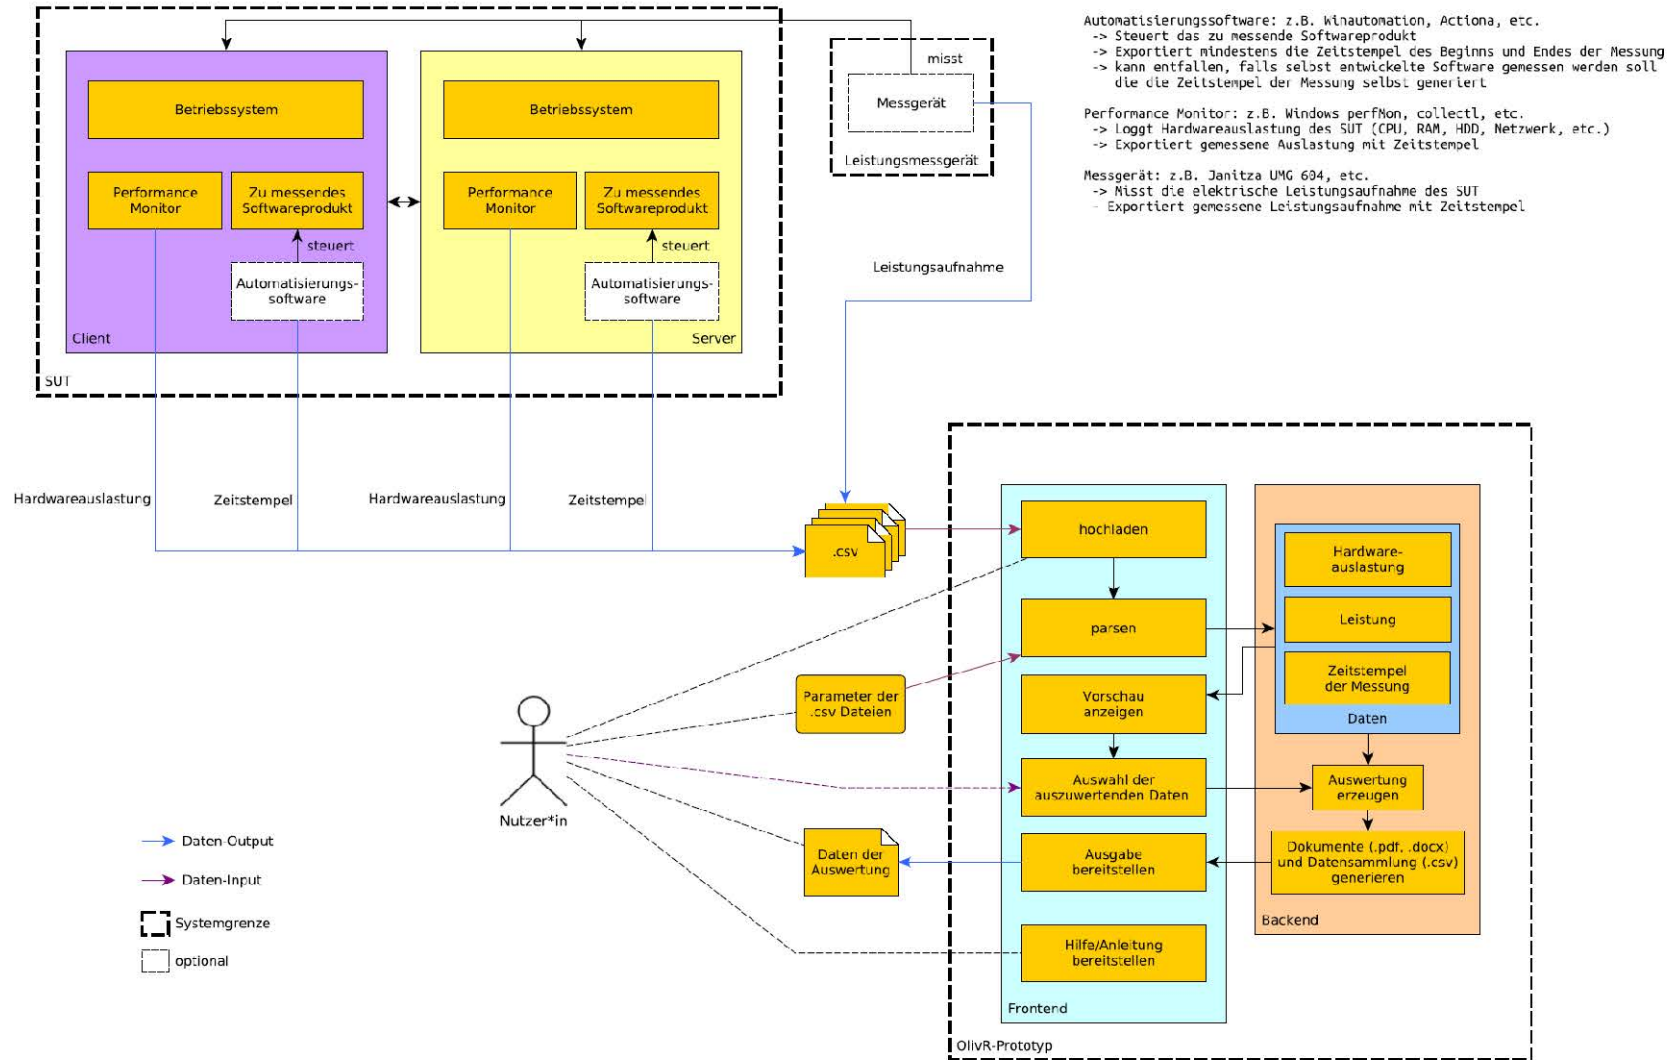 Automatisierungssoftware: z.B. Winautomation, Actiona, etc.
-> Steuert das zu messende Softwareprodukt
-> Exportiert mindestens die Zeitstempel des Beginns und Endes der Messung
-> kann entfallen, falls selbst entwickelte Software gemessen werden soll
die die Zeitstempel der Messung selbst generiert
Performance Monitor: z.B. Windows perfMon, collectl, etc.
-> Loggt Hardwareauslastung des SUT (CPU, RAM, HDD, Netzwerk, etc.)
-> Exportiert gemessene Auslastung mit Zeitstempel
Messgerät: z.B. Janitza UMG 604, etc.
-> Misst die elektrische Leistungsaufnahme des SUT
- Exportiert gemessene Leistungsaufnahme mit Zeitstempel
misst
Messgerät
Leistungsmessgerät
Betriebssystem
Performance
Monitor
Zu messendes
Softwareprodukt
steuert
Automatisierungs-
software
Client
Betriebssystem
Performance
Monitor
Zu messendes
Softwareprodukt
steuert
Automatisierungs-
software
Server
SUT
Leistungsaufnahme
Hardwareauslastung
Zeitstempel
Hardwareauslastung
Zeitstempel
.csv
hochladen
parsen
Vorschau
anzeigen
Auswahl der
auszuwertenden Daten
Ausgabe
bereitstellen
Hilfe/Anleitung
bereitstellen
Frontend
Hardware-
auslastung
Leistung
Zeitstempel
der Messung
Daten
Auswertung
erzeugen
Dokumente (.pdf, .docx)
und Datensammlung (.csv)
generieren
Backend
OlivR-Prototyp
Parameter der
.csv Dateien
Daten der
Auswertung
Nutzer*in
Daten-Output
Daten-Input
Systemgrenze
optional